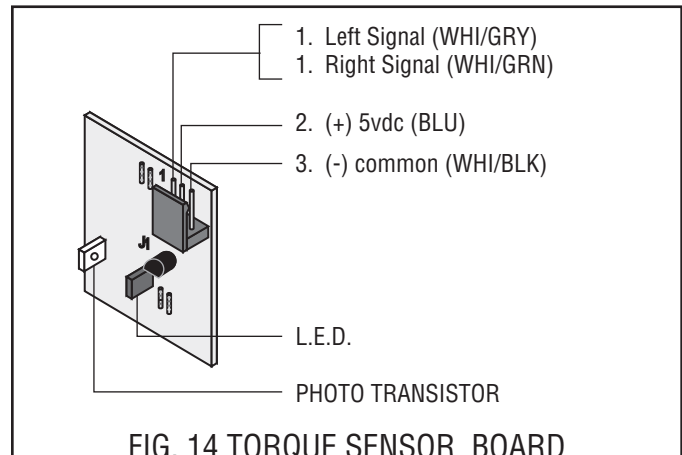 1. Left Signal (WHI/GRY)
1. Right Signal (WHI/GRN)
2. (+) 5vdc (BLU)
3. (-) common (WHI/BLK)
1
J1
L.E.D.
PHOTO TRANSISTOR
FIG. 14 TORQUE SENSOR BOARD